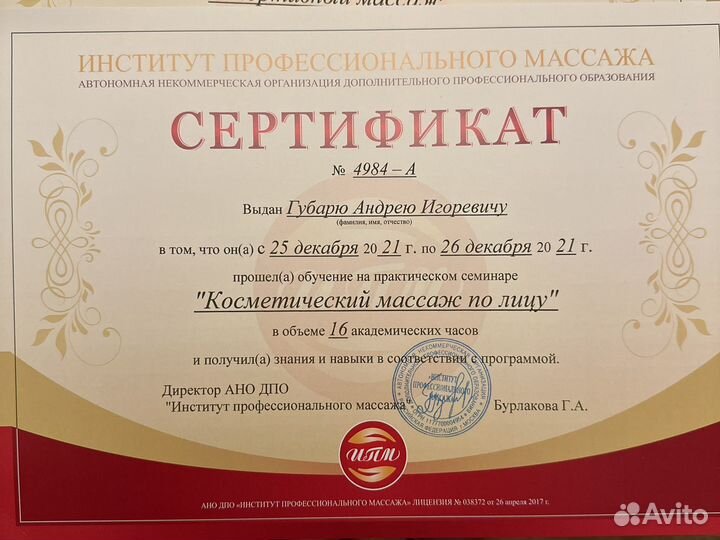 ИНСТИТУТ ПРОФЕССИОНАЛЬНОГО МАССАЖА
АВТОНОМНАЯ НЕКОММЕРЧЕСКАЯ ОРГАНИЗАЦИЯ ДОПОЛНИТЕЛЬНОГО ПРОФЕССИОНАЛЬНОГО ОБРАЗОВАНИЯ
СЕРТИФИКАТ
№ 4984 – А
Выдан Губарю Андрею Игоревичу
(фамилия, имя, отчество)
в том, что он(а) с 25 декабря 20 21 г. по 26 декабря 20 21 г.
прошел(а) обучение на практическом семинаре
"Косметический массаж по лицу"
в объеме 16 академических часов
и получил(а) знания и навыки в соответствии с программой.
Директор АНО ДПО
"Институт профессионального массажа" Бурлакова Г.А.
«ИНСТИТУТ
ПРОФЕССИОНАЛЬНОГО
МАССАЖА»
ИПМ
АНО ДПО «ИНСТИТУТ ПРОФЕССИОНАЛЬНОГО МАССАЖА» ЛИЦЕНЗИЯ № 038372 от 26 апреля 2017 г.
Avito